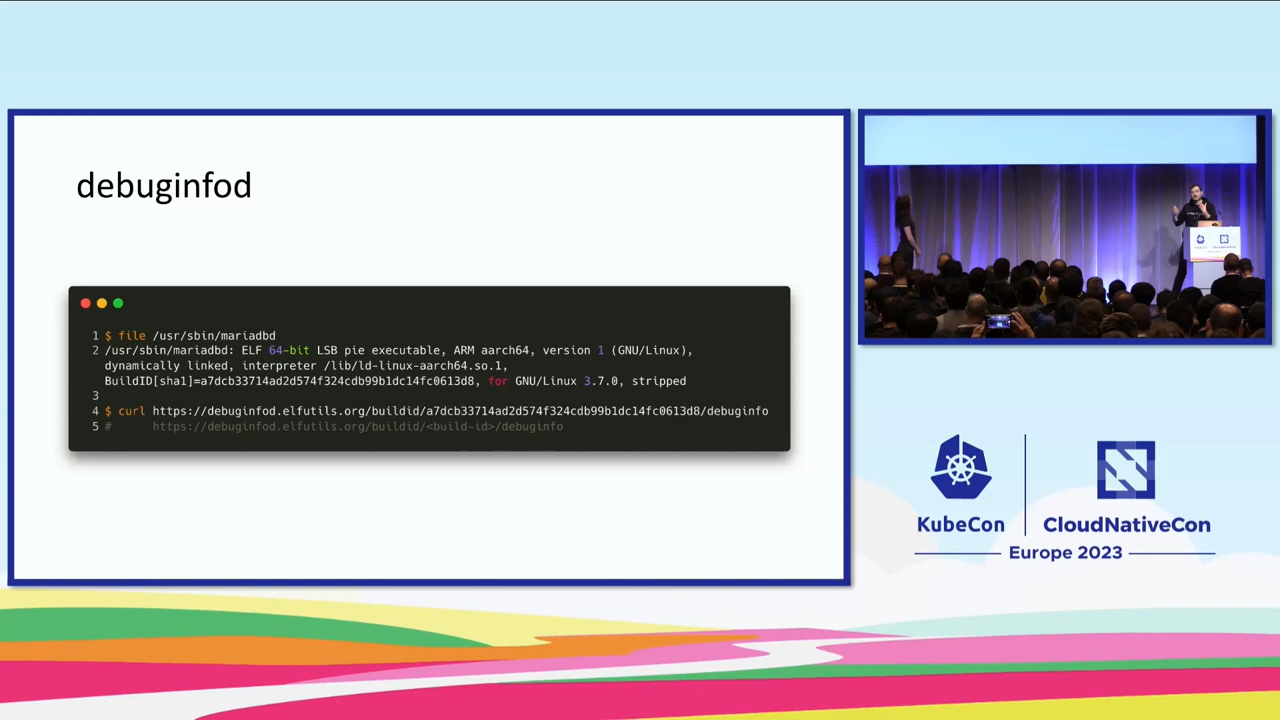 debuginfod
1 $ file /usr/sbin/mariadbd
2 /usr/sbin/mariadbd: ELF 64-bit LSB pie executable, ARM aarch64, version 1 (GNU/Linux),
dynamically linked, interpreter /lib/ld-linux-aarch64.so.1,
BuildID[sha1]=a7dcb33714ad2d574f324cdb99b1dc14fc0613d8, for GNU/Linux 3.7.0, stripped
3
4 $ curl https://debuginfod.elfutils.org/buildid/a7dcb33714ad2d574f324cdb99b1dc14fc0613d8/debuginfo
5 # https://debuginfod.elfutils.org/buildid/<build-id>/debuginfo
KubeCon
CloudNativeCon
Europe 2023